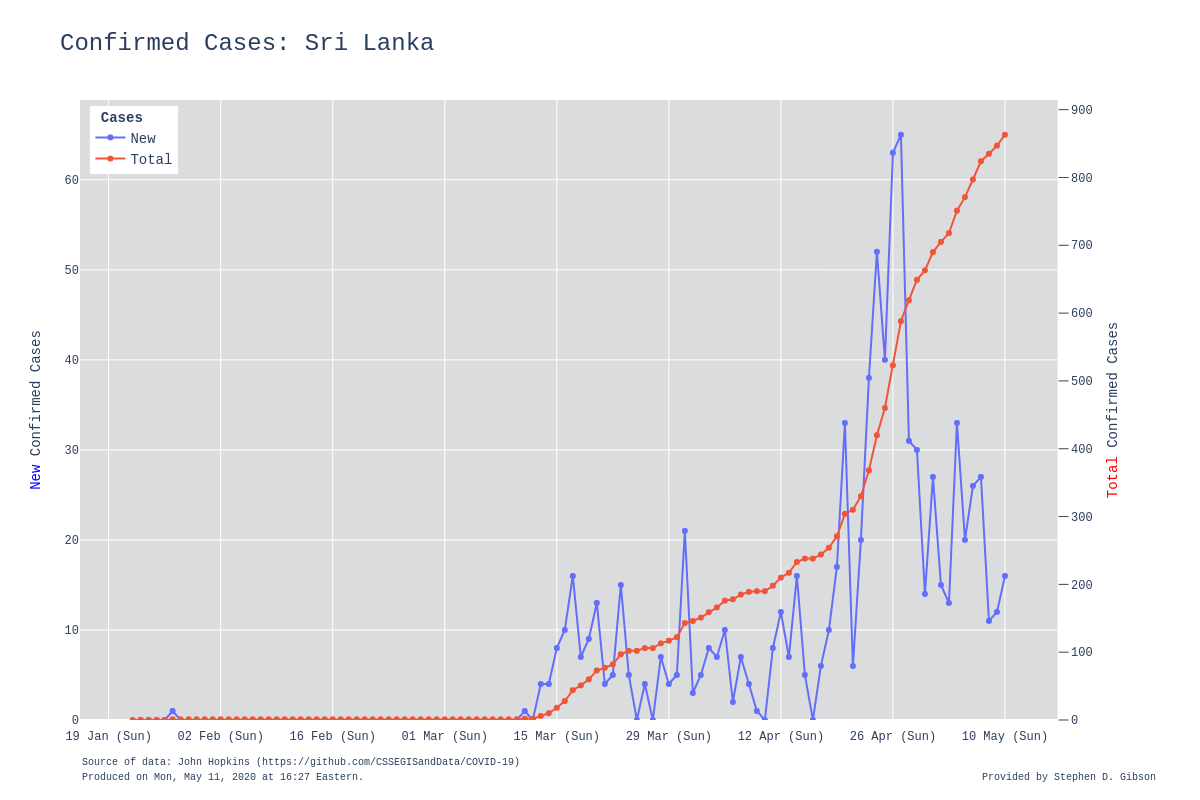 Confirmed Cases: Sri Lanka
Cases
New
Total
60
50
40
30
20
10
0
New Confirmed Cases
900
800
700
600
500
400
300
200
100
0
Total Confirmed Cases
19 Jan (Sun) 02 Feb (Sun) 16 Feb (Sun) 01 Mar (Sun) 15 Mar (Sun) 29 Mar (Sun) 12 Apr (Sun) 26 Apr (Sun) 10 May (Sun)
Source of data: John Hopkins (https://github.com/CSSEGISandData/COVID-19)
Produced on Mon, May 11, 2020 at 16:27 Eastern.
Provided by Stephen D. Gibson